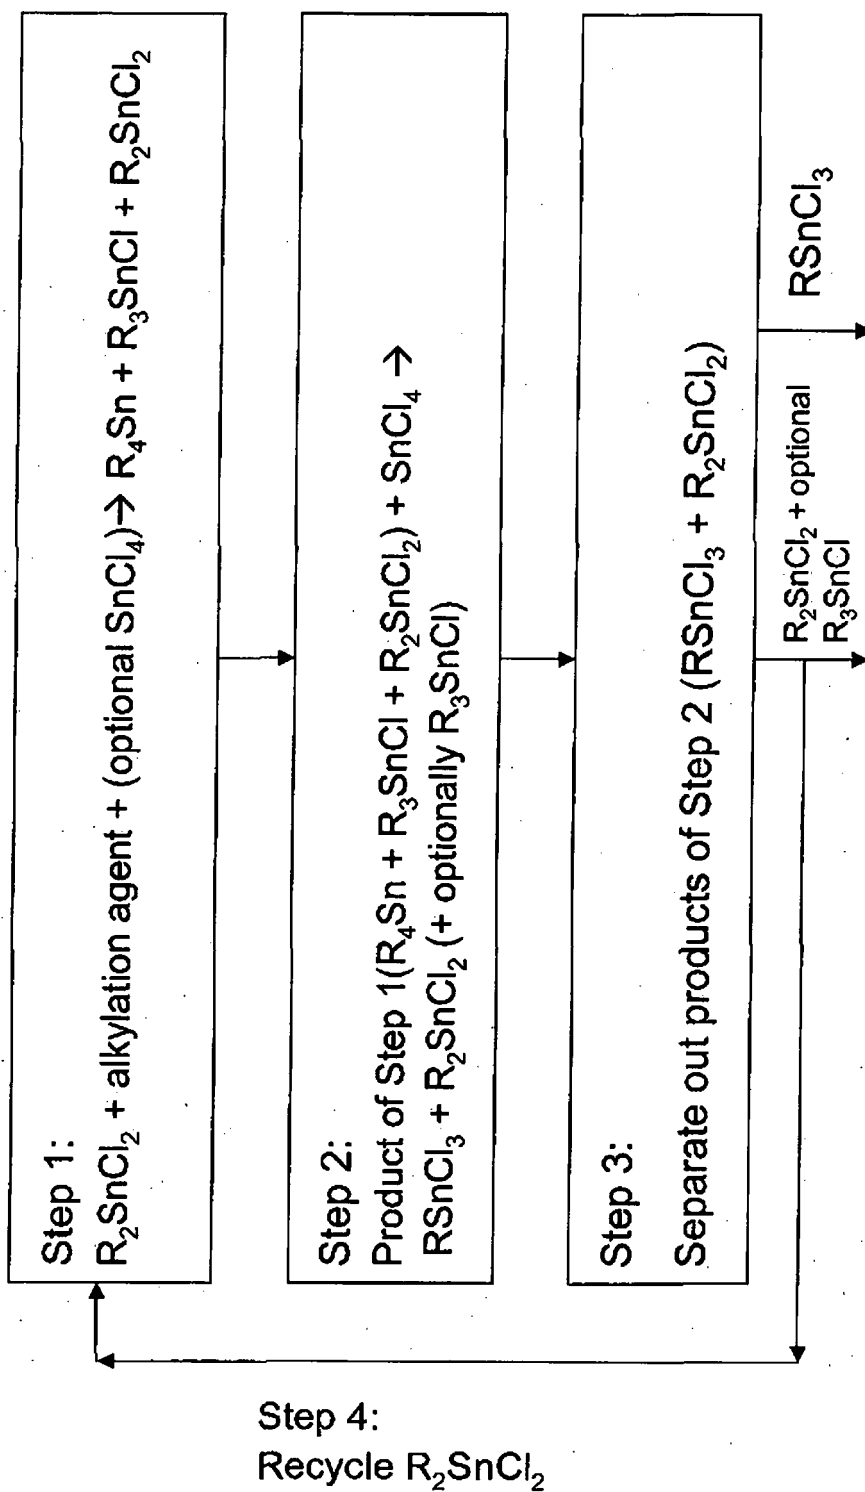 Step 1:
R₂SnCl₂ + alkylation agent + (optional SnCl₄)→ R₄Sn + R₃SnCl + R₂SnCl₂
Step 2:
Product of Step 1(R₄Sn + R₃SnCl + R₂SnCl₂) + SnCl₄ →
RSnCl₃ + R₂SnCl₂ (+ optionally R₃SnCl)
Step 3:
Separate out products of Step 2 (RSnCl₃ + R₂SnCl₂)
R₂SnCl₂ + optional
R₃SnCl
RSnCl₃
Step 4:
Recycle R₂SnCl₂